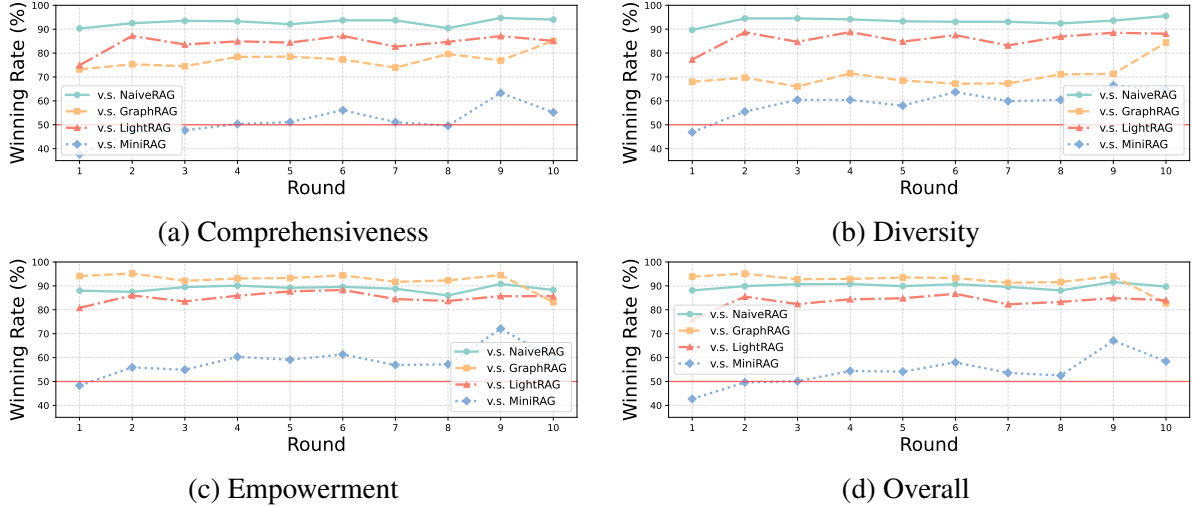 Winning Rate (%)
100
90
80
70
60
50
40
v.s. NaiveRAG
v.s. GraphRAG
v.s. LightRAG
v.s. MiniRAG
1 2 3 4 5 6 7 8 9 10
Round
(a) Comprehensiveness
Winning Rate (%)
100
90
80
70
60
50
40
v.s. NaiveRAG
v.s. GraphRAG
v.s. LightRAG
v.s. MiniRAG
1 2 3 4 5 6 7 8 9 10
Round
(b) Diversity
Winning Rate (%)
100
90
80
70
60
50
40
v.s. NaiveRAG
v.s. GraphRAG
v.s. LightRAG
v.s. MiniRAG
1 2 3 4 5 6 7 8 9 10
Round
(c) Empowerment
Winning Rate (%)
100
90
80
70
60
50
40
v.s. NaiveRAG
v.s. GraphRAG
v.s. LightRAG
v.s. MiniRAG
1 2 3 4 5 6 7 8 9 10
Round
(d) Overall